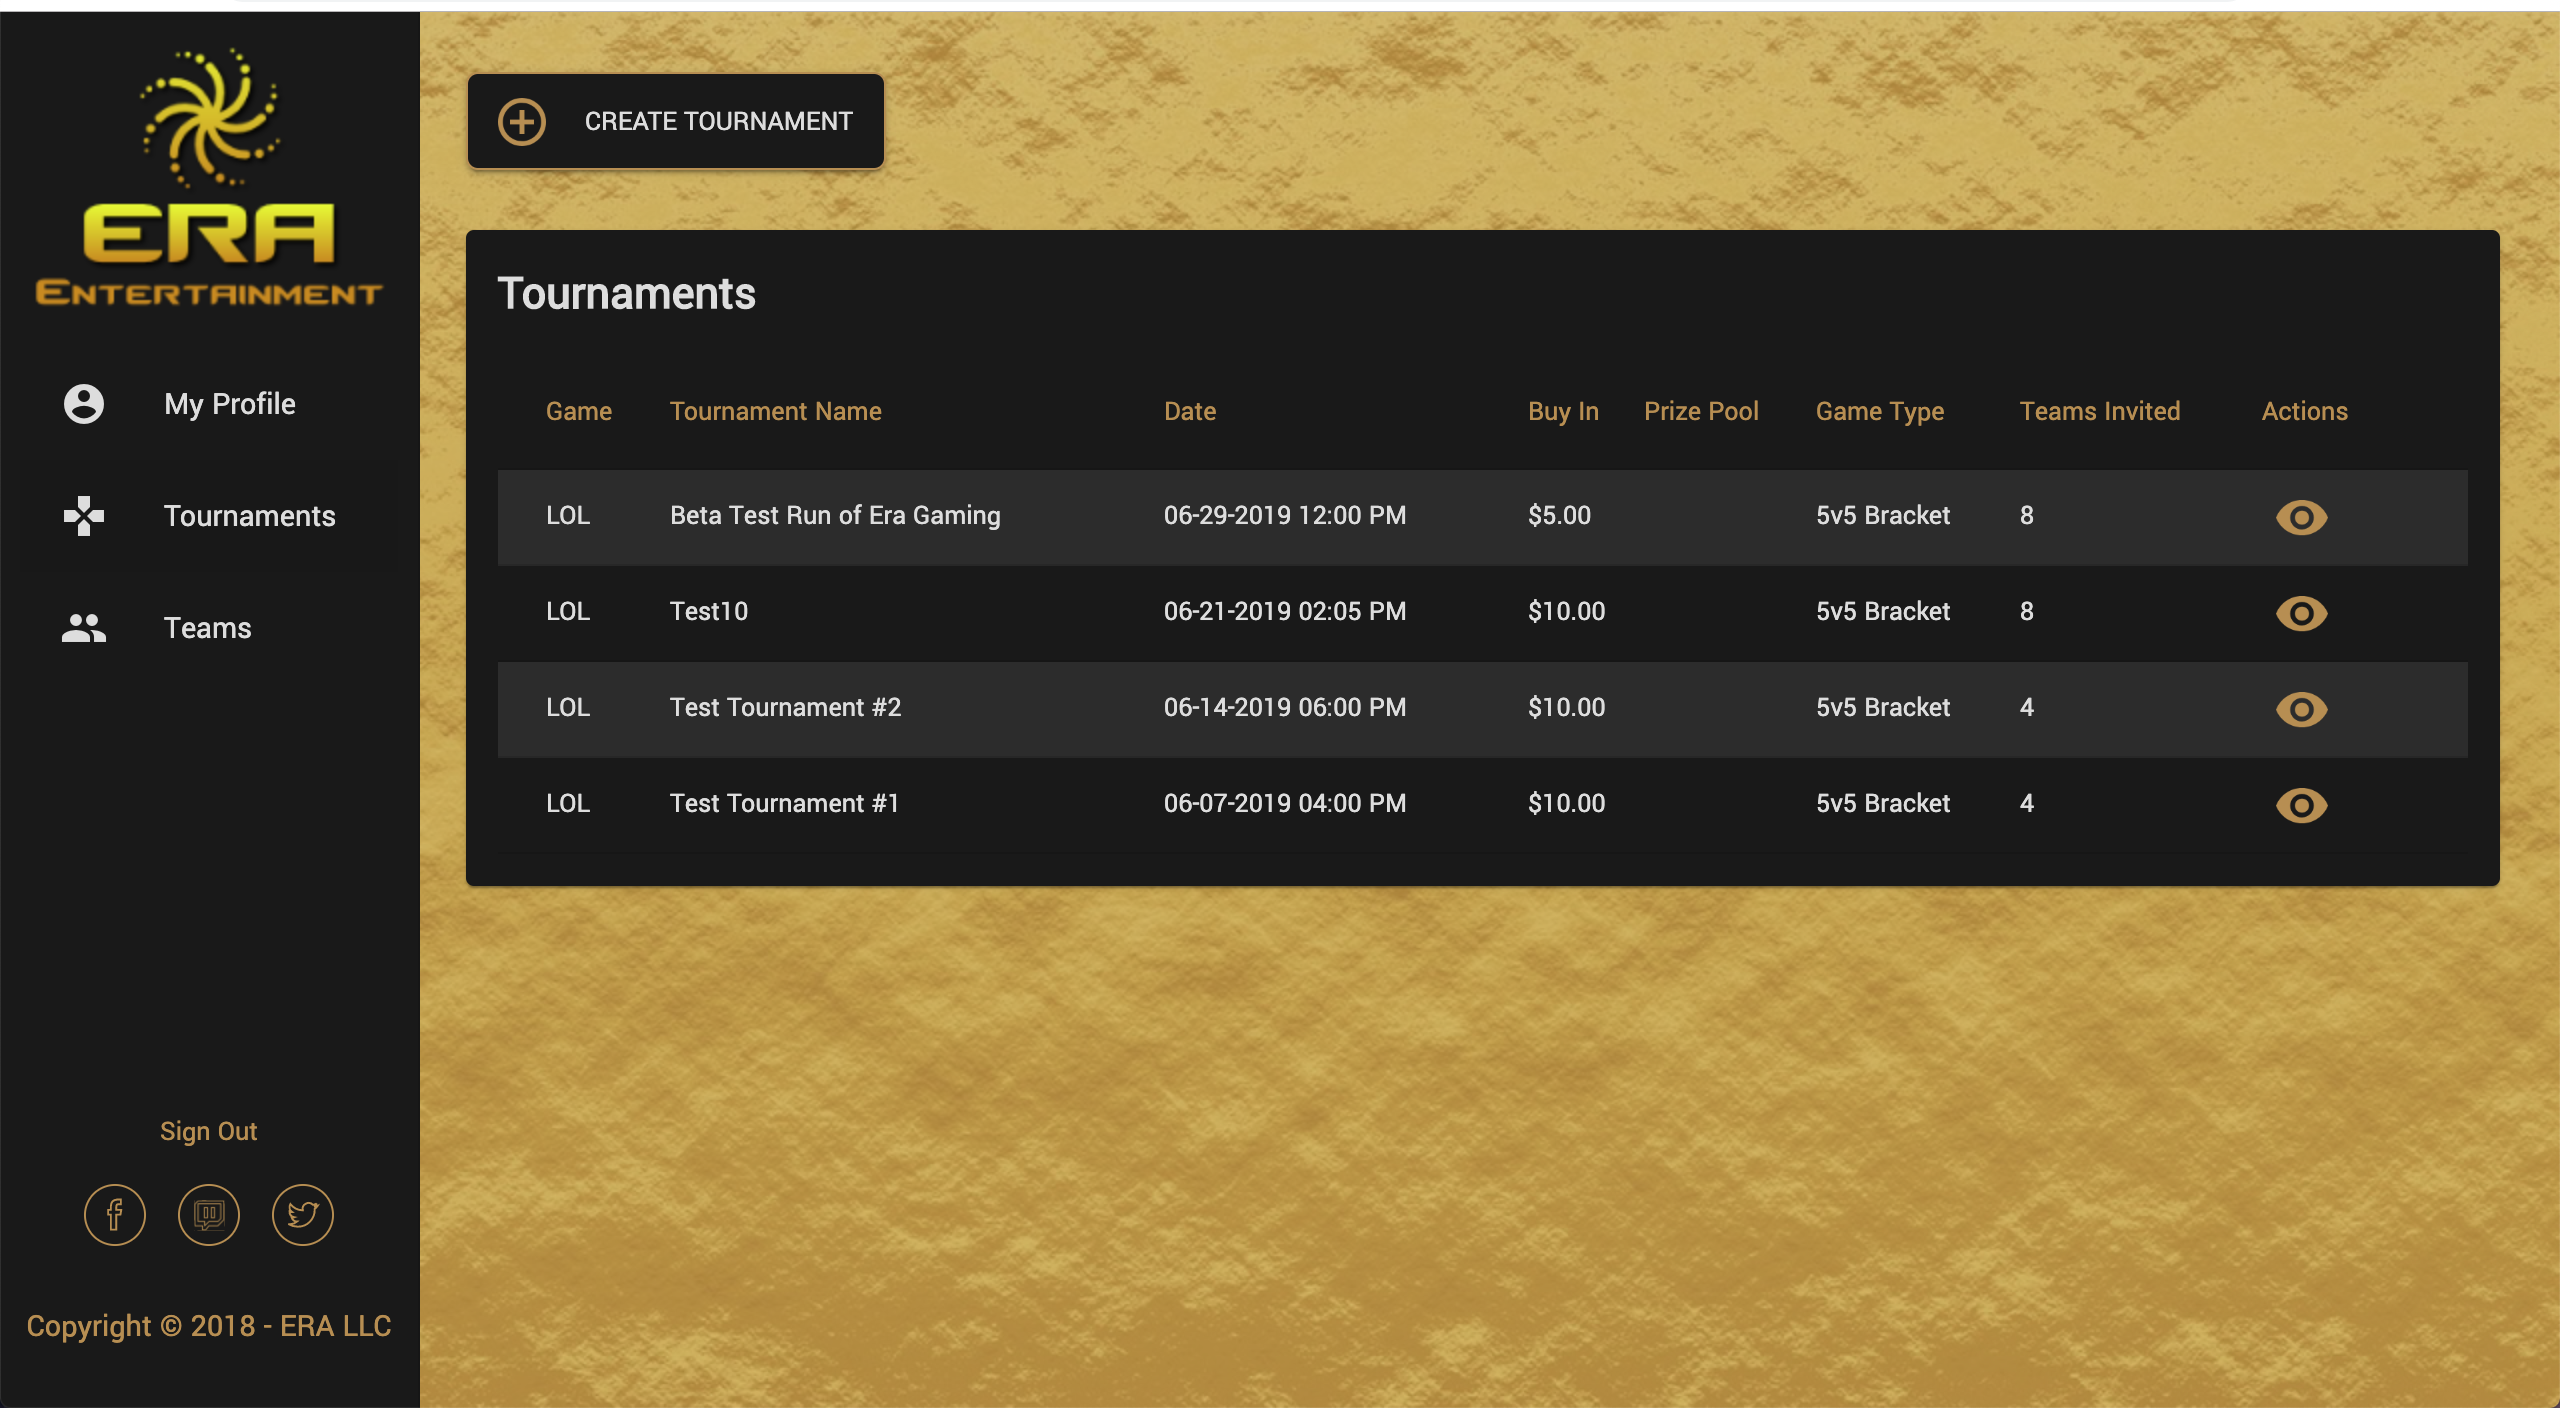 ERA
ENTERTAINMENT
My Profile
Tournaments
Teams
Sign Out
Copyright © 2018 - ERA LLC
CREATE TOURNAMENT
Tournaments
Game Tournament Name Date Buy In Prize Pool Game Type Teams Invited Actions
LOL Beta Test Run of Era Gaming 06-29-2019 12:00 PM $5.00 5v5 Bracket 8
LOL Test10 06-21-2019 02:05 PM $10.00 5v5 Bracket 8
LOL Test Tournament #2 06-14-2019 06:00 PM $10.00 5v5 Bracket 4
LOL Test Tournament #1 06-07-2019 04:00 PM $10.00 5v5 Bracket 4